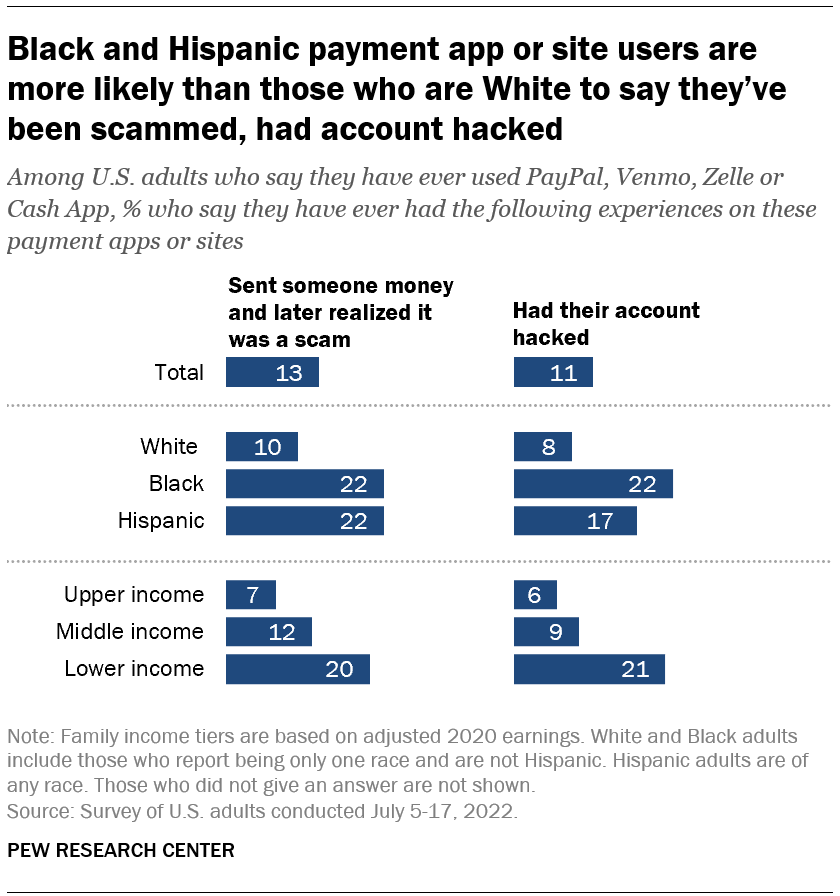 Black and Hispanic payment app or site users are
more likely than those who are White to say they’ve
been scammed, had account hacked
Among U.S. adults who say they have ever used PayPal, Venmo, Zelle or
Cash App, % who say they have ever had the following experiences on these
payment apps or sites
Sent someone money
and later realized it
was a scam
Had their account
hacked
Total 13 11
White 10 8
Black 22 22
Hispanic 22 17
Upper income 7 6
Middle income 12 9
Lower income 20 21
Note: Family income tiers are based on adjusted 2020 earnings. White and Black adults
include those who report being only one race and are not Hispanic. Hispanic adults are of
any race. Those who did not give an answer are not shown.
Source: Survey of U.S. adults conducted July 5-17, 2022.
PEW RESEARCH CENTER